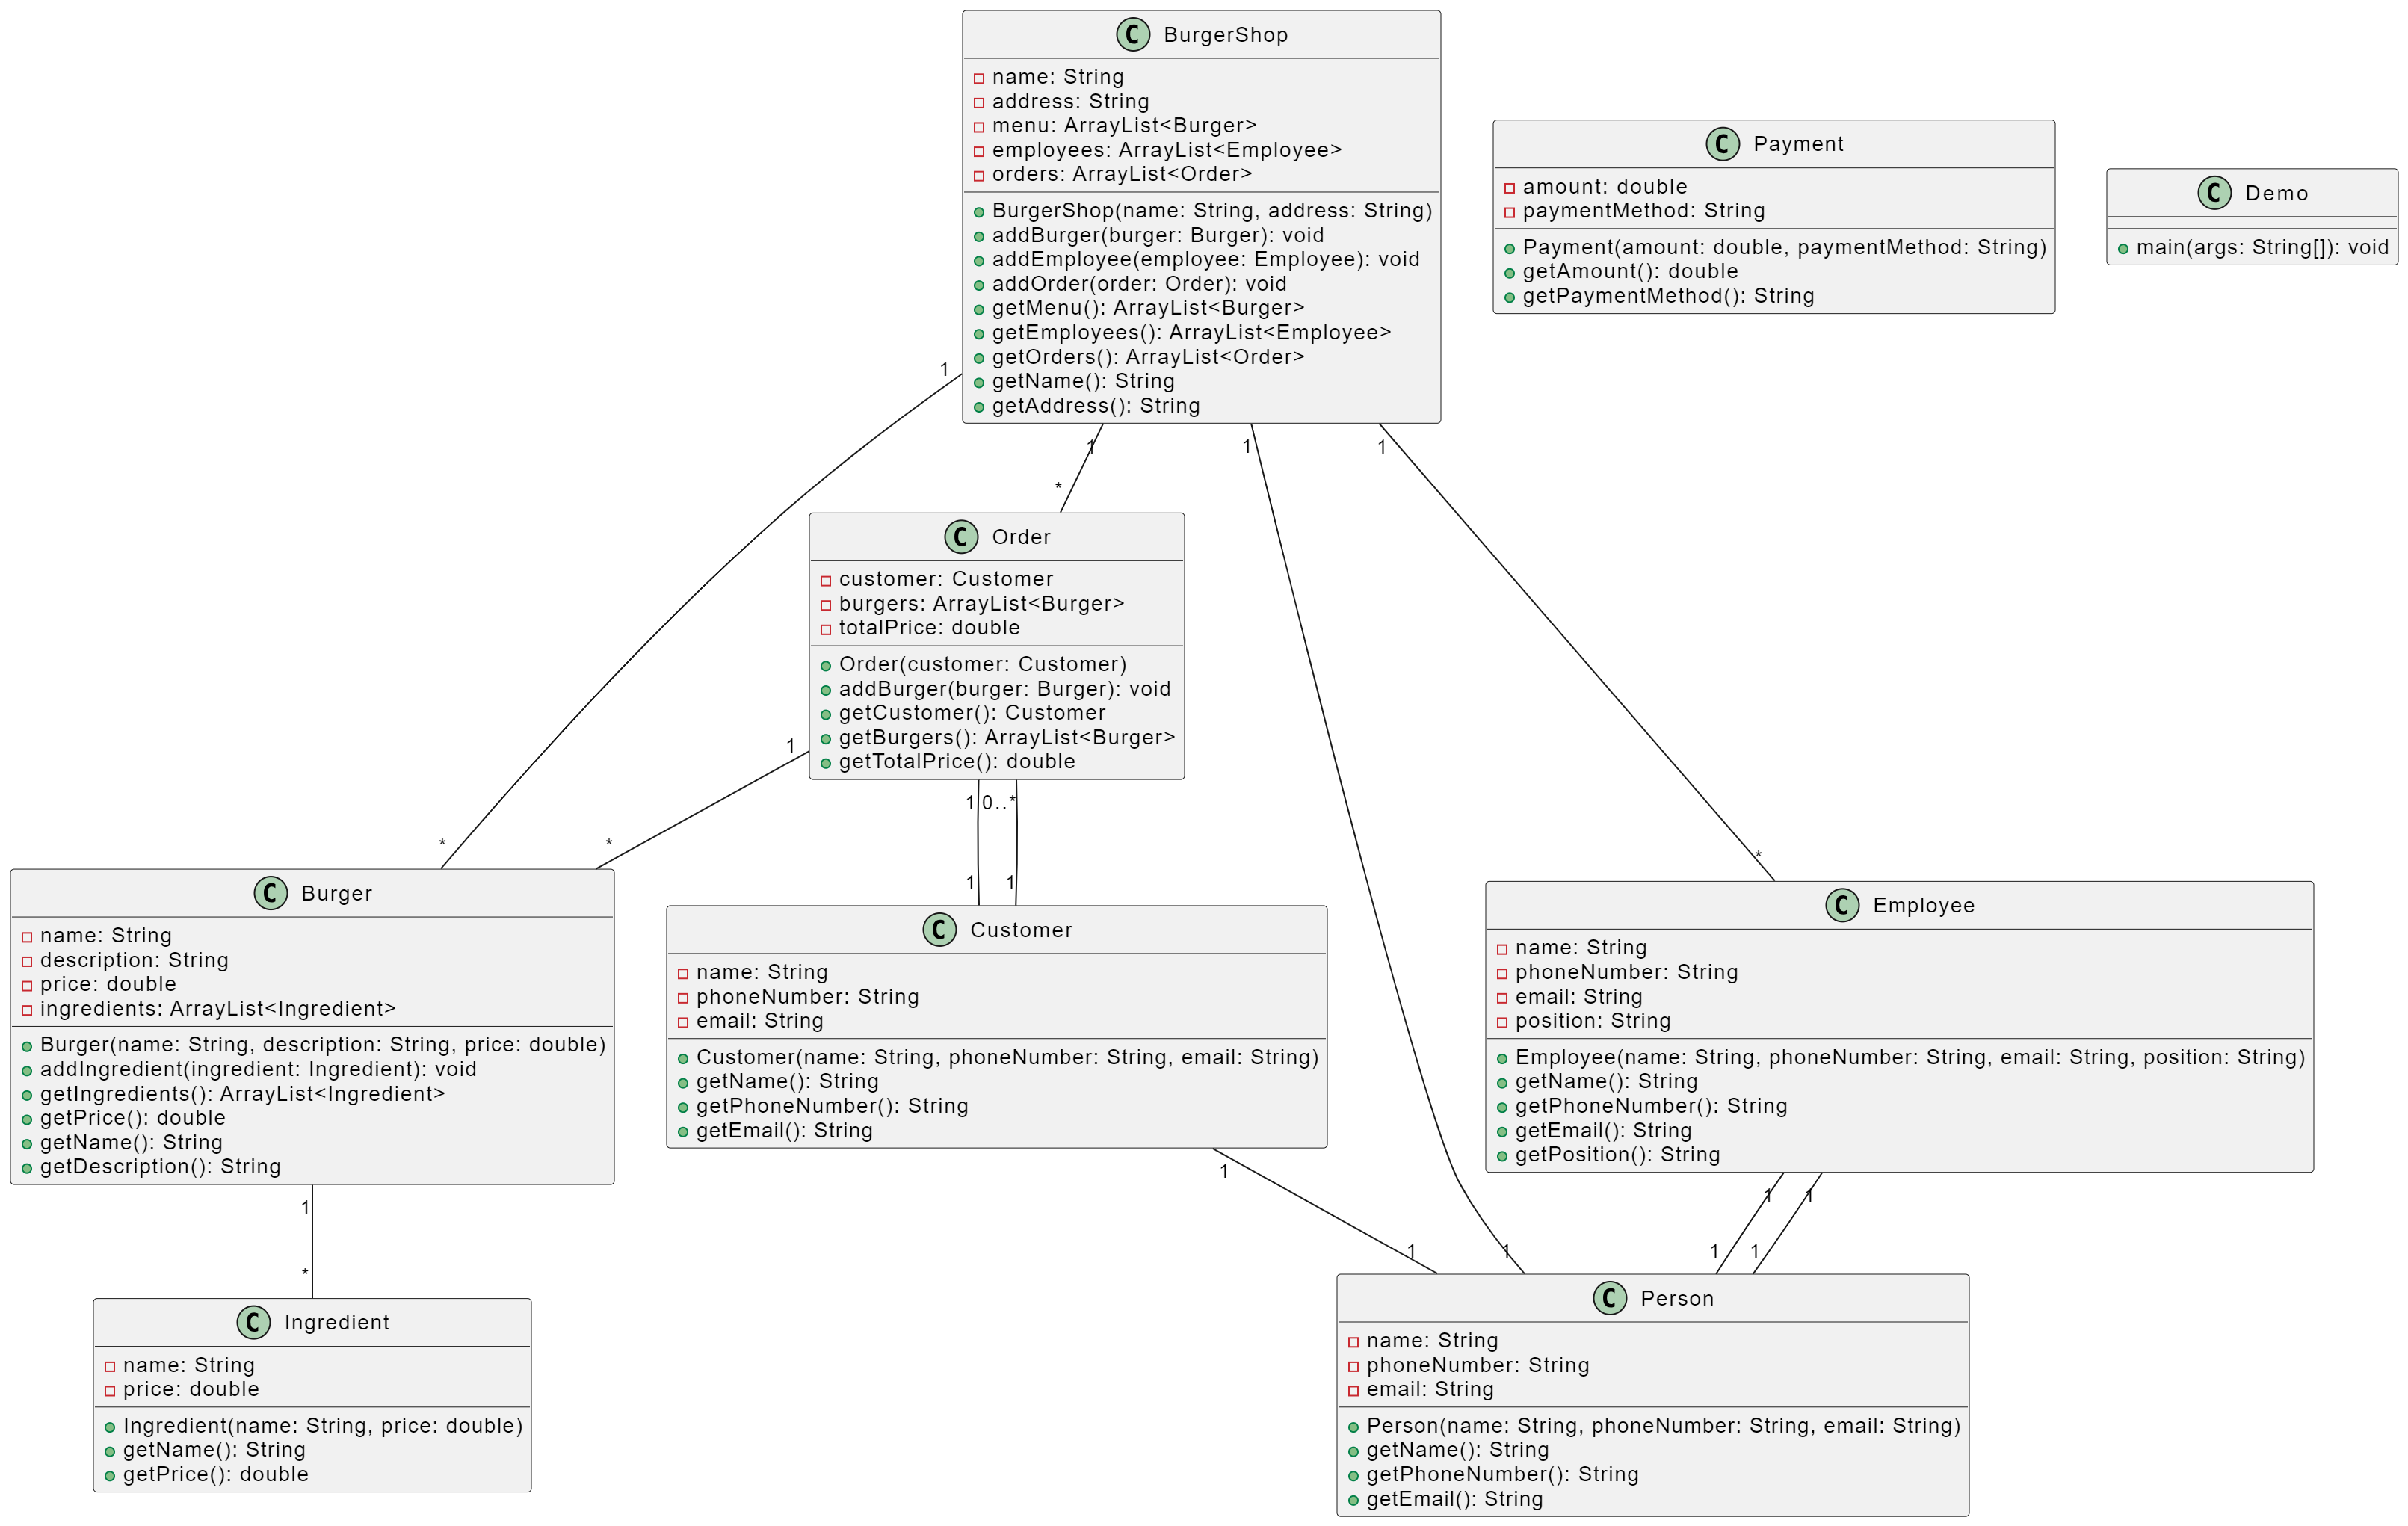 C BurgerShop
name: String
address: String
menu: ArrayList<Burger>
employees: ArrayList<Employee>
orders: ArrayList<Order>
BurgerShop(name: String, address: String)
addBurger(burger: Burger): void
addEmployee(employee: Employee): void
addOrder(order: Order): void
getMenu(): ArrayList<Burger>
getEmployees(): ArrayList<Employee>
getOrders(): ArrayList<Order>
getName(): String
getAddress(): String
C Payment
amount: double
paymentMethod: String
Payment(amount: double, paymentMethod: String)
getAmount(): double
getPaymentMethod(): String
C Demo
main(args: String[]): void
1
1
1
1
*
C Order
customer: Customer
burgers: ArrayList<Burger>
totalPrice: double
Order(customer: Customer)
addBurger(burger: Burger): void
getCustomer(): Customer
getBurgers(): ArrayList<Burger>
getTotalPrice(): double
1
1
0..*
*
*
1
1
*
C Burger
name: String
description: String
price: double
ingredients: ArrayList<Ingredient>
Burger(name: String, description: String, price: double)
addIngredient(ingredient: Ingredient): void
getIngredients(): ArrayList<Ingredient>
getPrice(): double
getName(): String
getDescription(): String
C Customer
name: String
phoneNumber: String
email: String
Customer(name: String, phoneNumber: String, email: String)
getName(): String
getPhoneNumber(): String
getEmail(): String
C Employee
name: String
phoneNumber: String
email: String
position: String
Employee(name: String, phoneNumber: String, email: String, position: String)
getName(): String
getPhoneNumber(): String
getEmail(): String
getPosition(): String
1
1
1
1
*
1
1
1
1
C Ingredient
name: String
price: double
Ingredient(name: String, price: double)
getName(): String
getPrice(): double
C Person
name: String
phoneNumber: String
email: String
Person(name: String, phoneNumber: String, email: String)
getName(): String
getPhoneNumber(): String
getEmail(): String